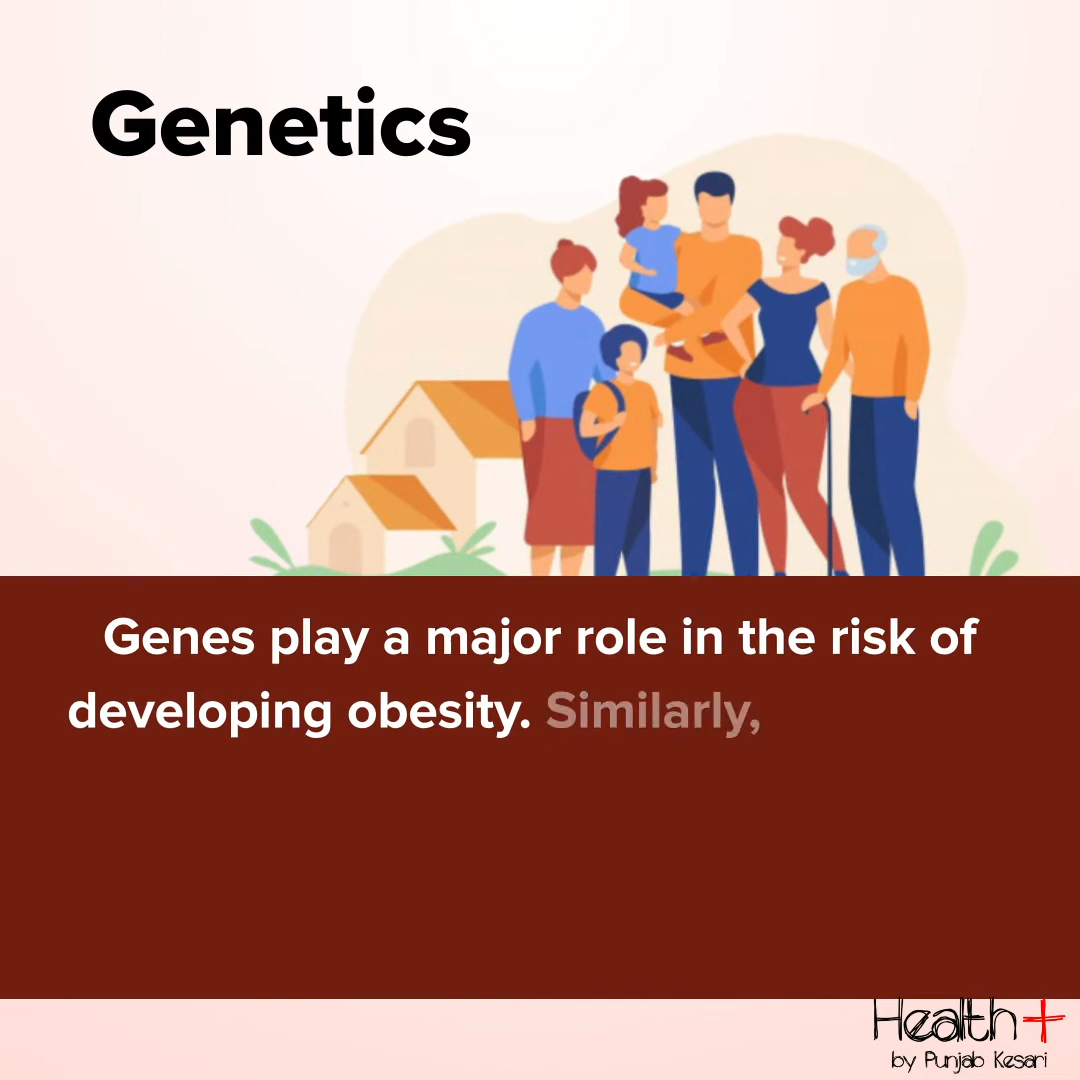 Genetics
Genes play a major role in the risk of
developing obesity. Similarly,
Health+
by Punjab Kesari